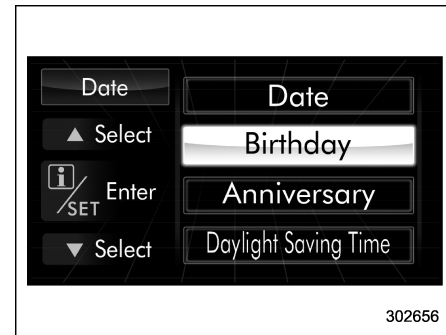 Date
▲ Select
i/SET Enter
▼ Select
Date
Birthday
Anniversary
Daylight Saving Time
302656